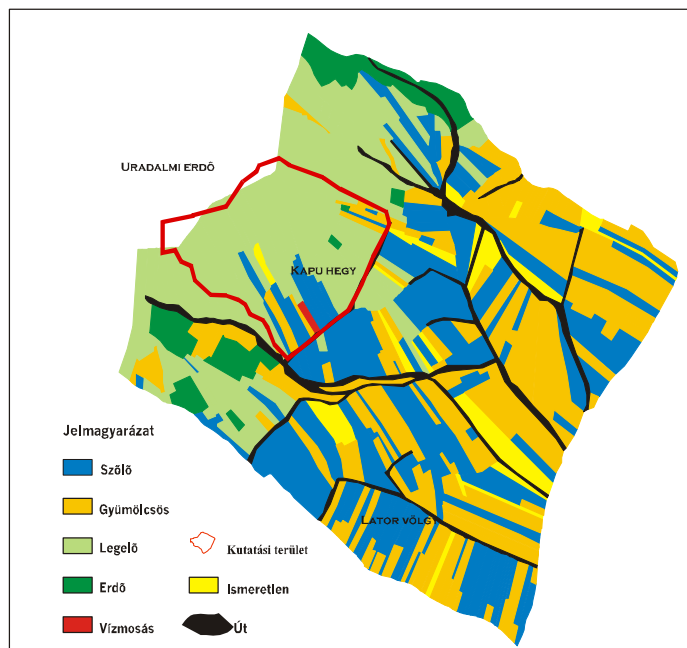 URADALMI ERDŐ
KAPU HEGY
Jelmagyarázat
Szőlő
Gyümölcsös
Legelő
Kutatási terület
Erdő
Ismeretlen
Vízmosás
Út
LATOR VÖLGY